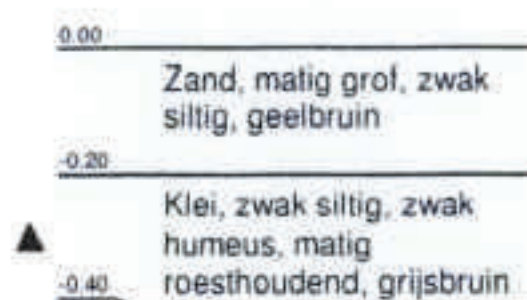 0.00
Zand, matig grof, zwak
siltig, geelbruin
-0.20
Klei, zwak siltig, zwak
humeus, matig
roesthoudend, grijsbruin
-0.40